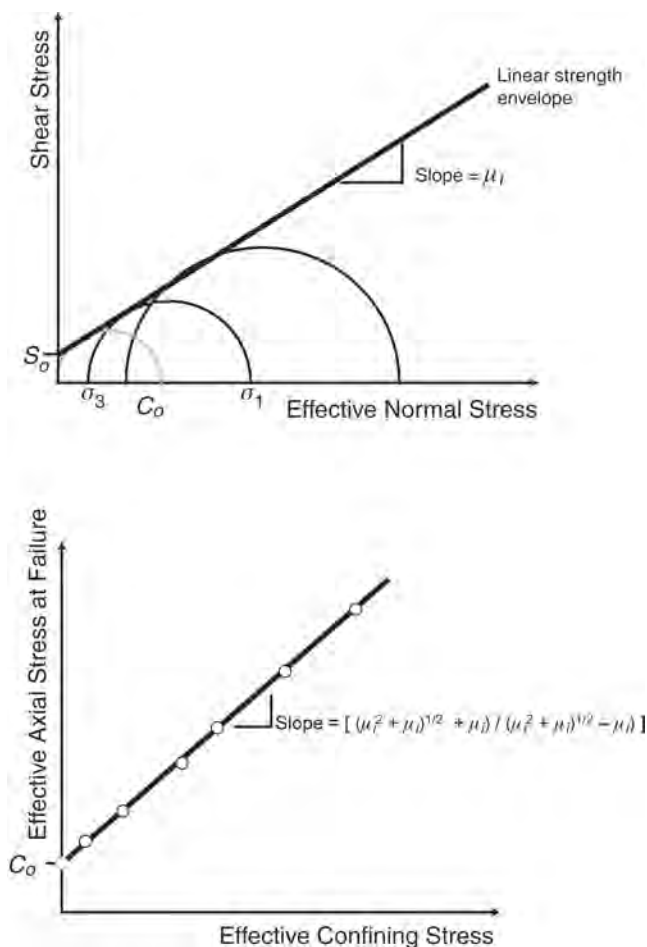 Shear Stress
Linear strength
envelope
Slope = μᵢ
Sₒ
σ₃
Cₒ
σ₁
Effective Normal Stress
Effective Axial Stress at Failure
Slope = [ (μᵢ² + μᵢ)¹/² + μᵢ) / (μᵢ² + μᵢ)¹/² – μᵢ) ]
Cₒ
Effective Confining Stress